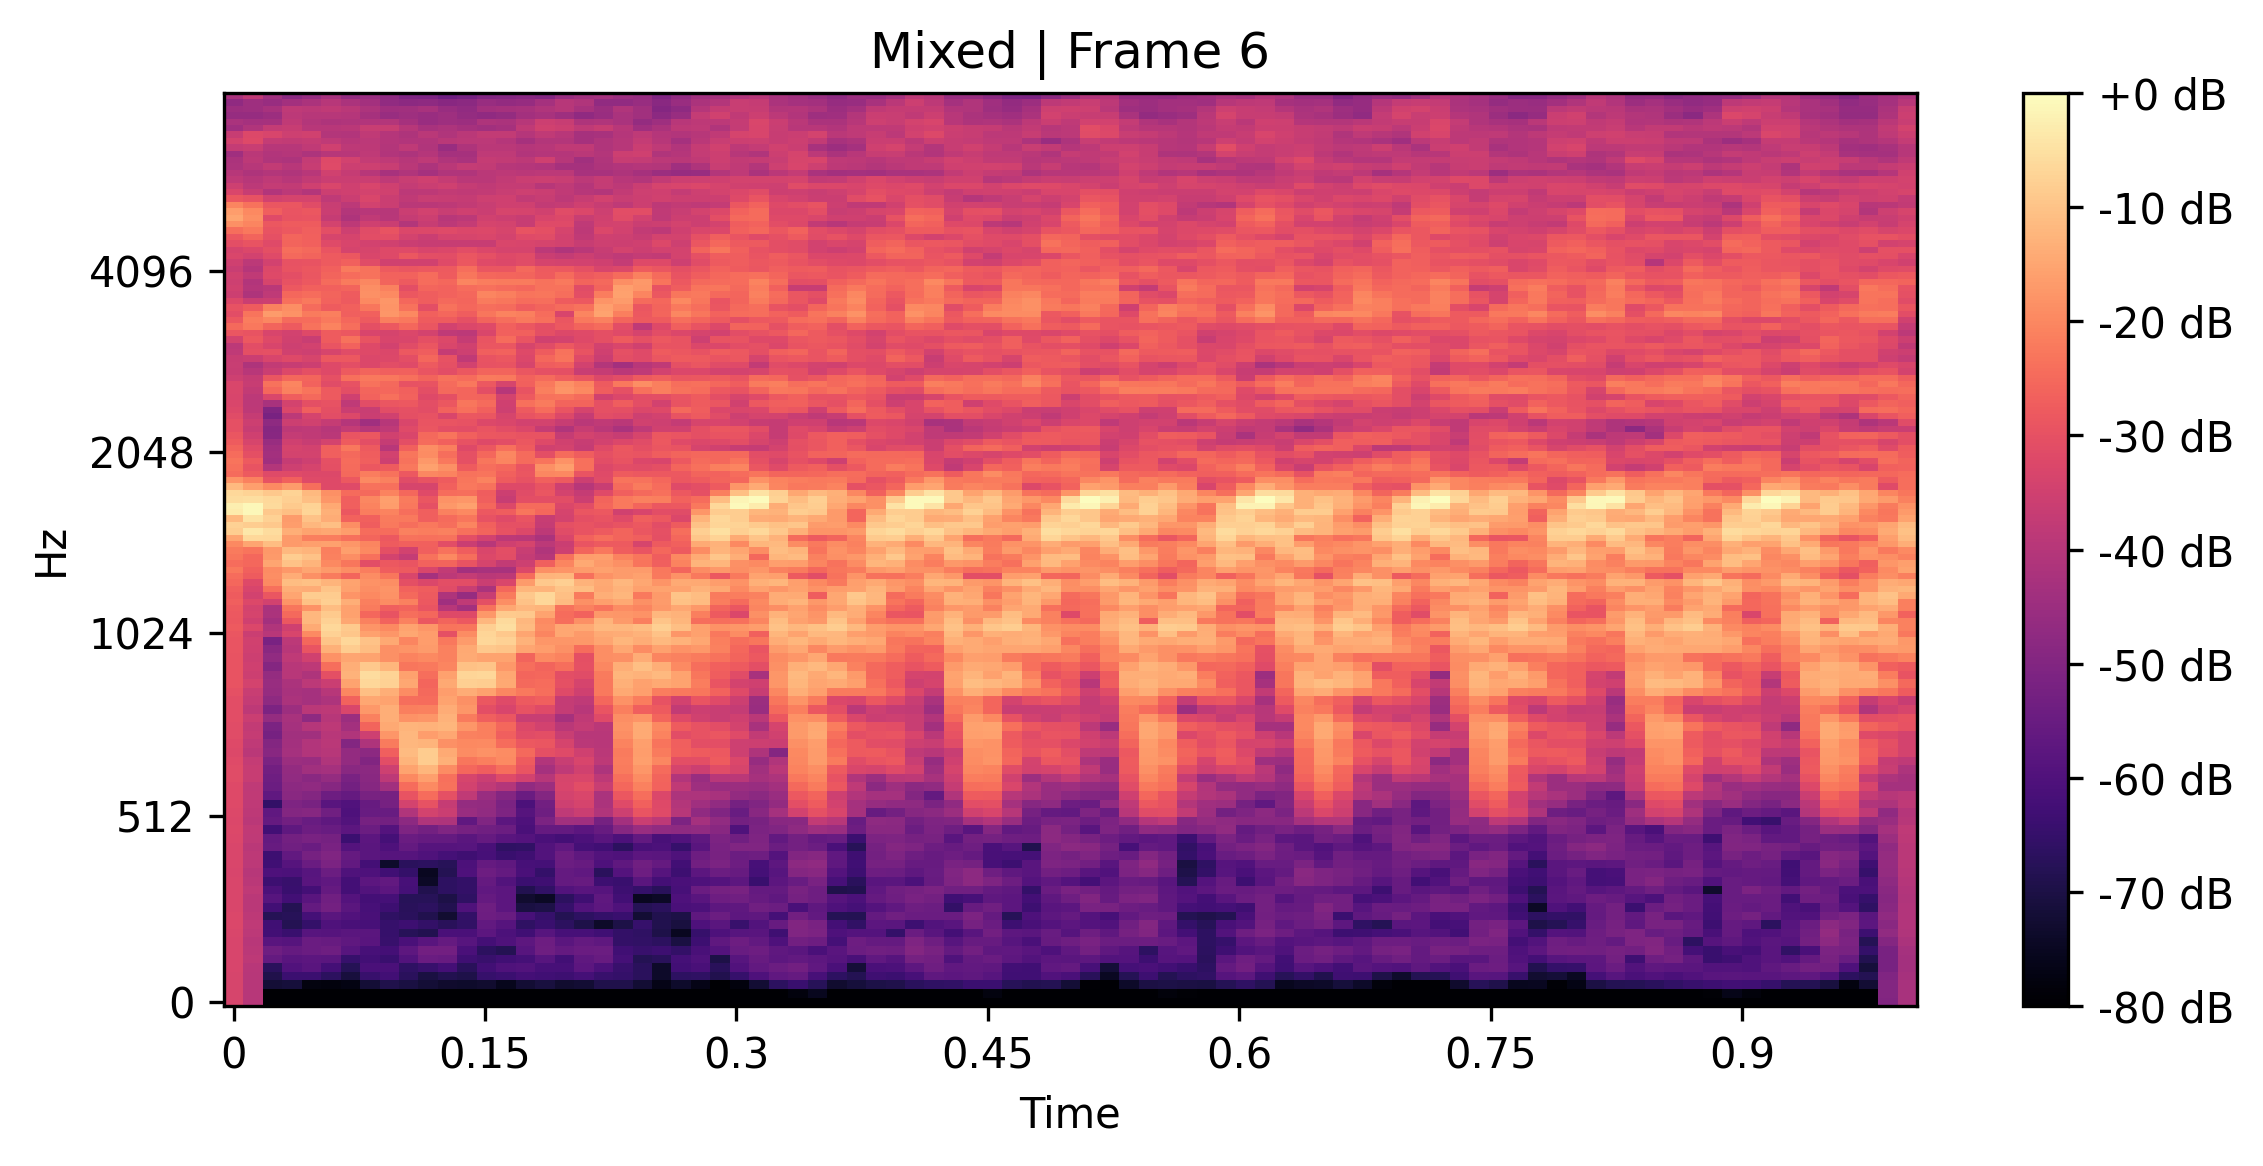 Mixed | Frame 6
Hz
4096
2048
1024
512
0
0 0.15 0.3 0.45 0.6 0.75 0.9
Time
+0 dB
-10 dB
-20 dB
-30 dB
-40 dB
-50 dB
-60 dB
-70 dB
-80 dB